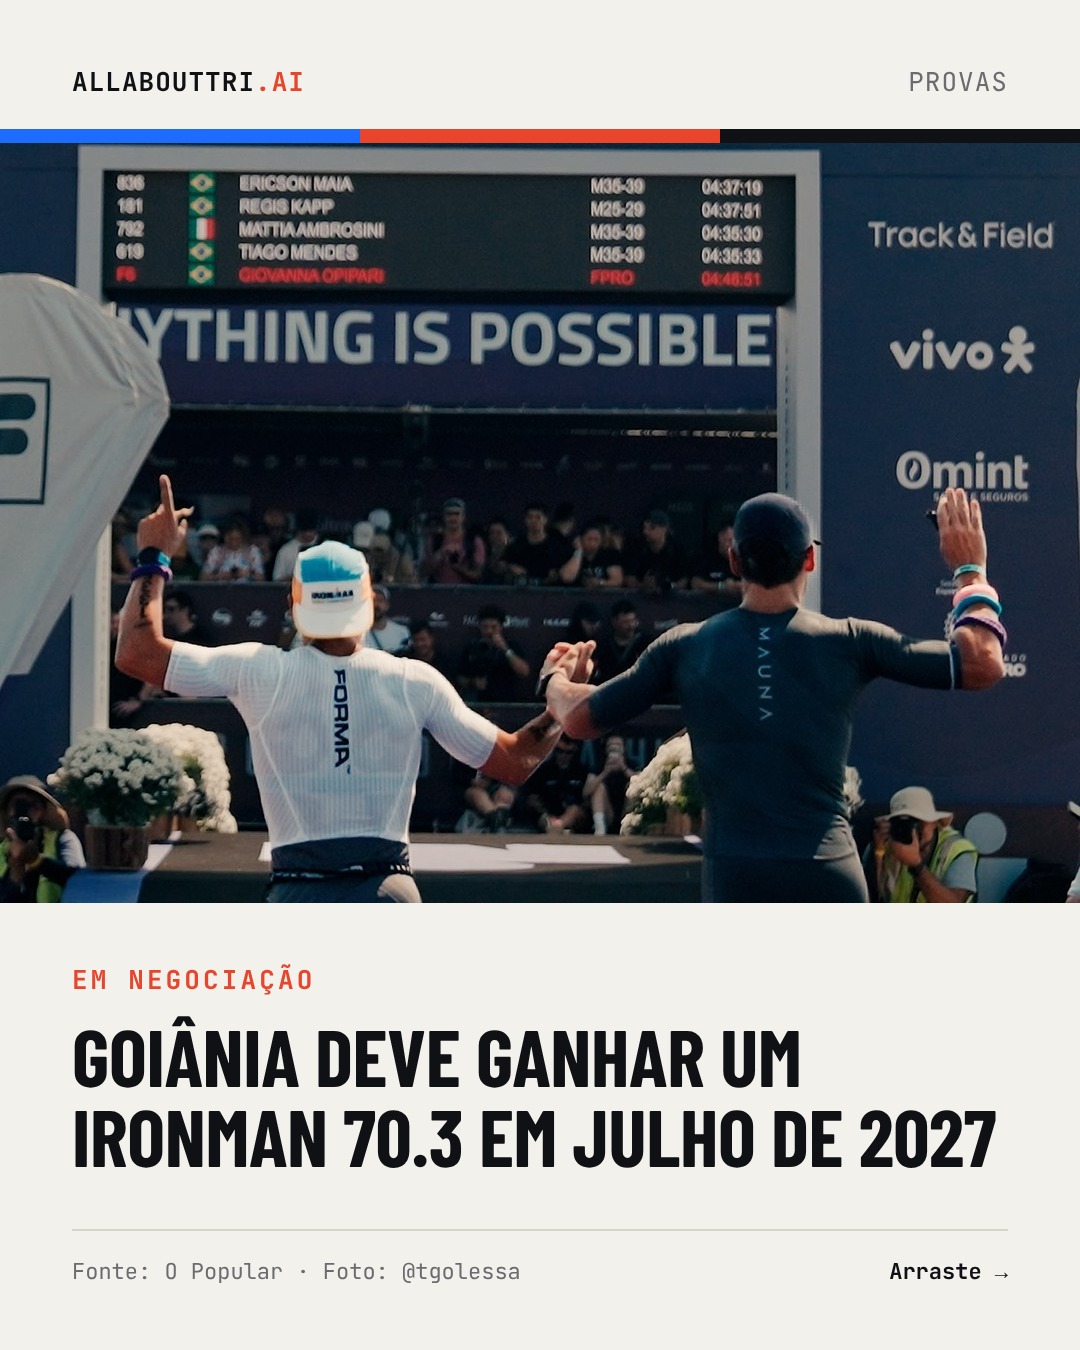 ALLABOUTTRI.AI
PROVAS
836 ERICSON MAIA M35-39 04:37:19
181 REGIS KAPP M25-29 04:37:51
792 MATTIA AMBROSINI M35-39 04:35:30
619 TIAGO MENDES M35-39 04:35:33
F6 GIOVANNA OPIPARI FPRO 04:46:51
YTHING IS POSSIBLE
Track & Field
vivo
Omint
SEGUROS
IRONMAN
FORMA
MAUNA
EM NEGOCIAÇÃO
GOIÂNIA DEVE GANHAR UM
IRONMAN 70.3 EM JULHO DE 2027
Fonte: O Popular · Foto: @tgolessa
Arraste →